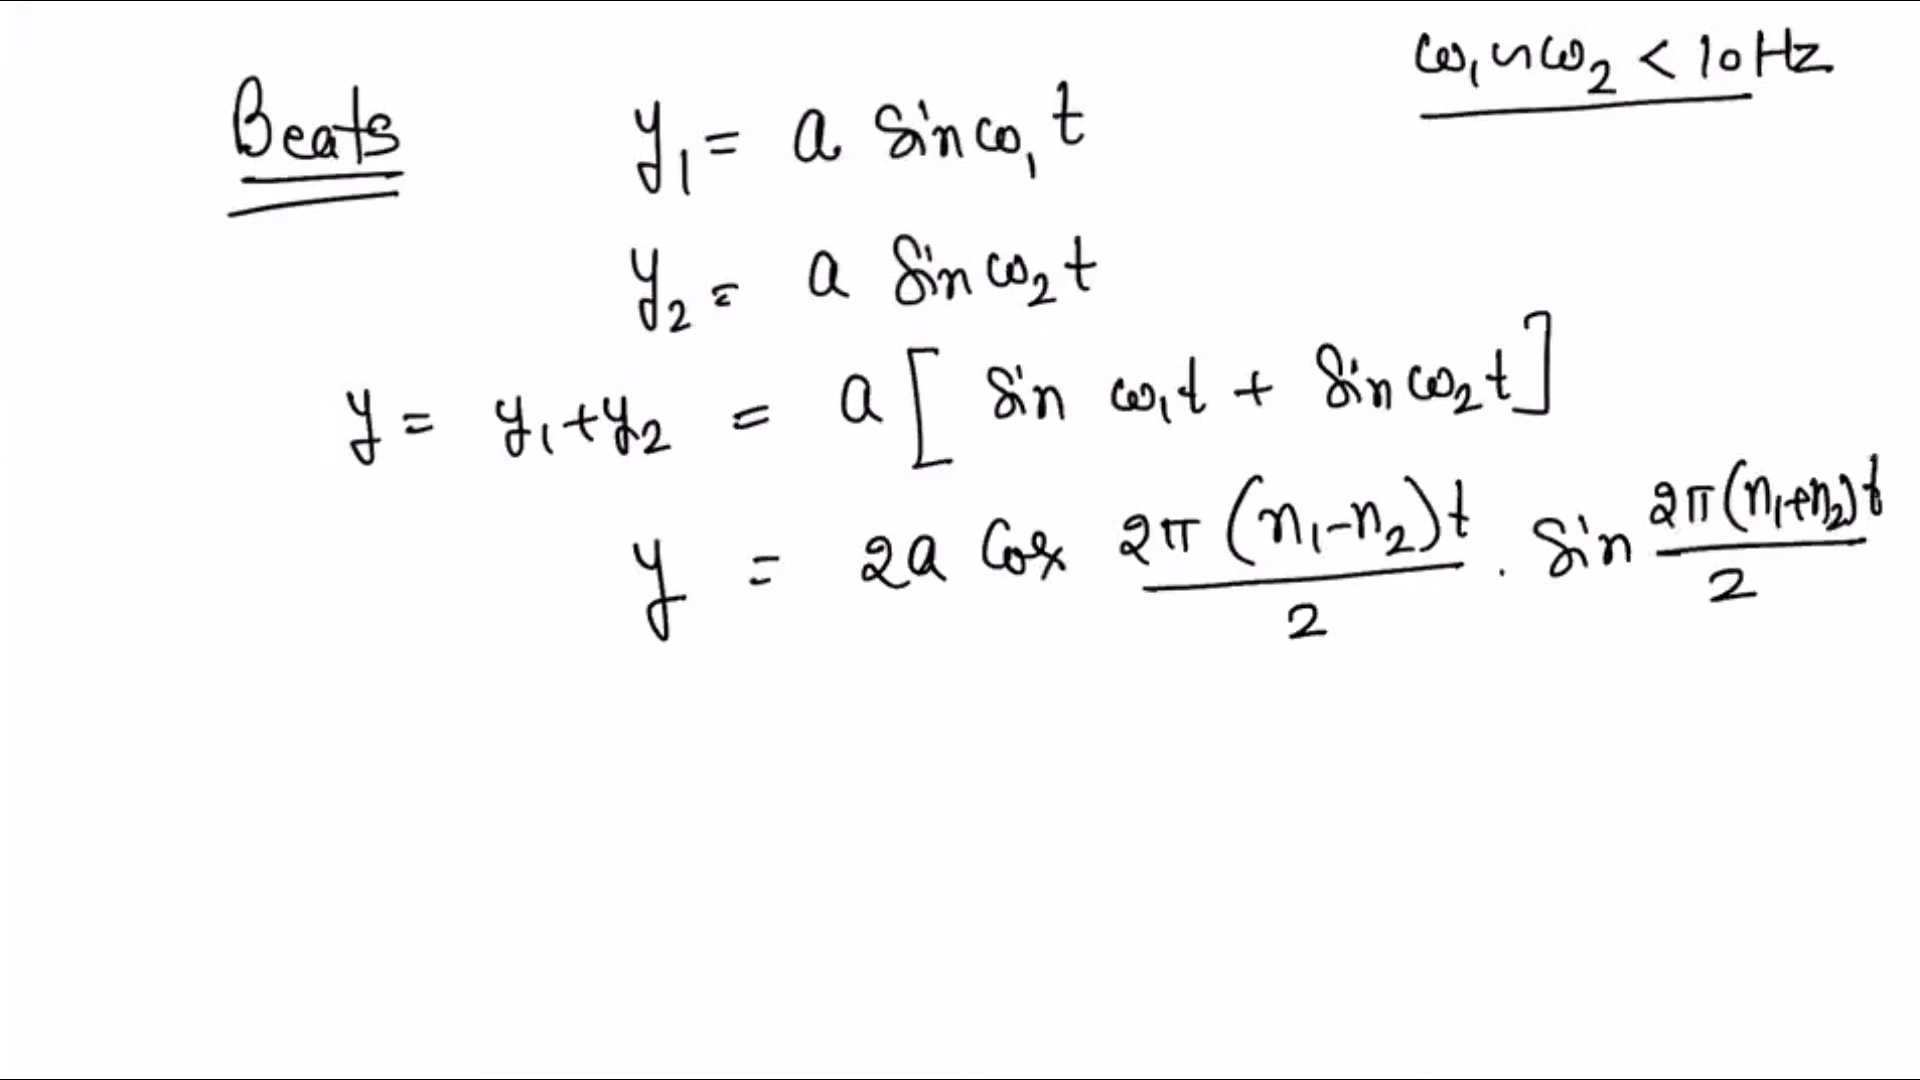 ω₁ ~ ω₂ < 10 Hz
Beats y₁ = a sin ω₁ t
y₂ = a sin ω₂ t
y = y₁ + y₂ = a [ sin ω₁t + sin ω₂t ]
y = 2a cos 2π (n₁-n₂)t / 2 . sin 2π(n₁+n₂)t / 2